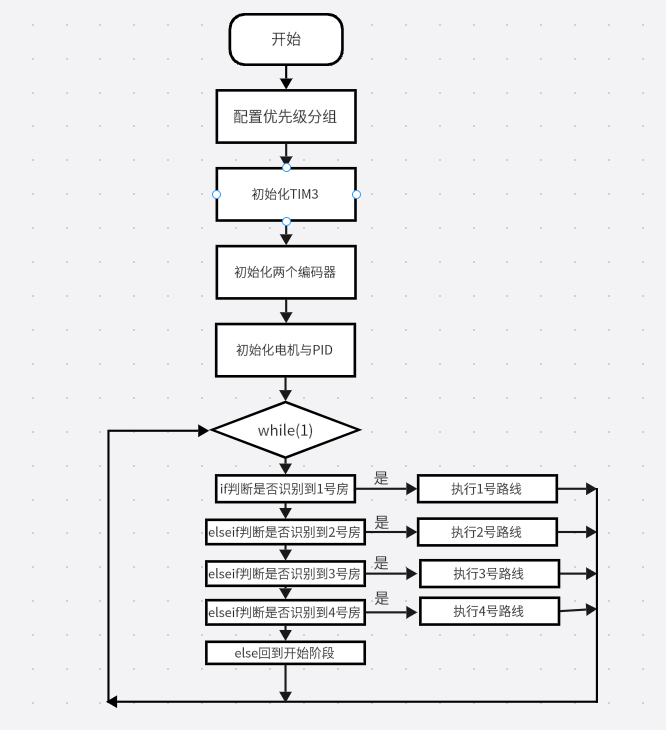 开始
配置优先级分组
初始化TIM3
初始化两个编码器
初始化电机与PID
while(1)
if判断是否识别到1号房
是
执行1号路线
elseif判断是否识别到2号房
是
执行2号路线
elseif判断是否识别到3号房
是
执行3号路线
elseif判断是否识别到4号房
是
执行4号路线
else回到开始阶段